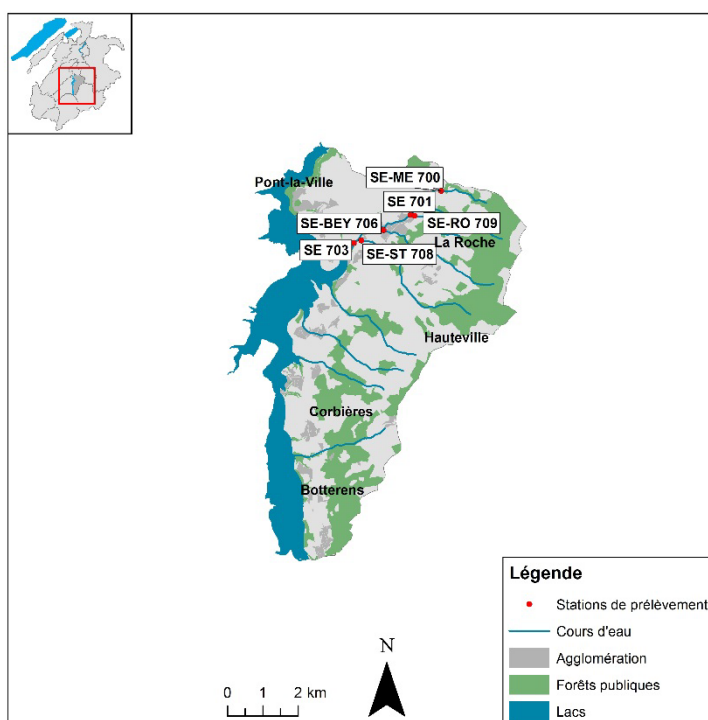 Pont-la-Ville
SE-ME 700
SE 701
SE-BEY 706
SE-RO 709
La Roche
SE 703
SE-ST 708
Hauteville
Corbières
Botterens
Légende
Stations de prélèvement
Cours d'eau
Agglomération
Forêts publiques
Lacs
N
0 1 2 km